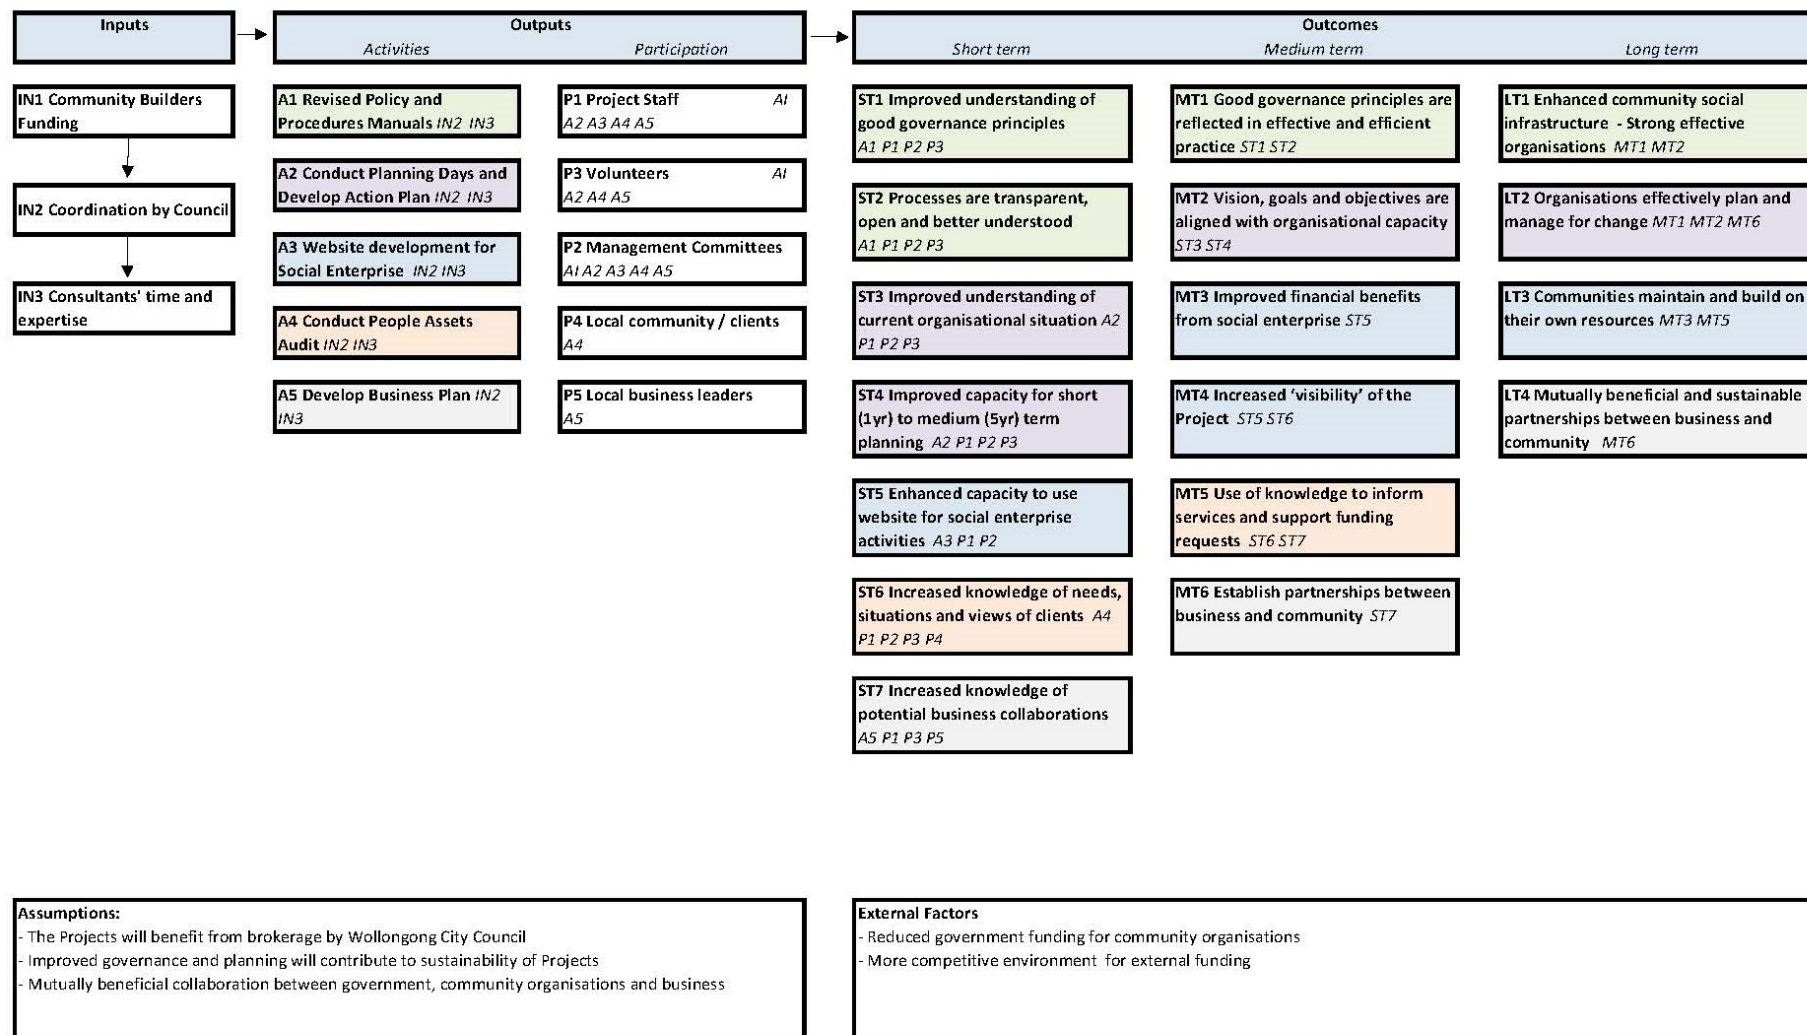 Inputs
Outputs
Activities Participation
Outcomes
Short term Medium term Long term
IN1 Community Builders
Funding
IN2 Coordination by Council
IN3 Consultants' time and
expertise
A1 Revised Policy and
Procedures Manuals IN2 IN3
A2 Conduct Planning Days and
Develop Action Plan IN2 IN3
A3 Website development for
Social Enterprise IN2 IN3
A4 Conduct People Assets
Audit IN2 IN3
A5 Develop Business Plan IN2
IN3
P1 Project Staff AI
A2 A3 A4 A5
P3 Volunteers AI
A2 A4 A5
P2 Management Committees
AI A2 A3 A4 A5
P4 Local community / clients
A4
P5 Local business leaders
A5
ST1 Improved understanding of
good governance principles
A1 P1 P2 P3
ST2 Processes are transparent,
open and better understood
A1 P1 P2 P3
ST3 Improved understanding of
current organisational situation A2
P1 P2 P3
ST4 Improved capacity for short
(1yr) to medium (5yr) term
planning A2 P1 P2 P3
ST5 Enhanced capacity to use
website for social enterprise
activities A3 P1 P2
ST6 Increased knowledge of needs,
situations and views of clients A4
P1 P2 P3 P4
ST7 Increased knowledge of
potential business collaborations
A5 P1 P3 P5
MT1 Good governance principles are
reflected in effective and efficient
practice ST1 ST2
MT2 Vision, goals and objectives are
aligned with organisational capacity
ST3 ST4
MT3 Improved financial benefits
from social enterprise ST5
MT4 Increased ‘visibility’ of the
Project ST5 ST6
MT5 Use of knowledge to inform
services and support funding
requests ST6 ST7
MT6 Establish partnerships between
business and community ST7
LT1 Enhanced community social
infrastructure - Strong effective
organisations MT1 MT2
LT2 Organisations effectively plan and
manage for change MT1 MT2 MT6
LT3 Communities maintain and build on
their own resources MT3 MT5
LT4 Mutually beneficial and sustainable
partnerships between business and
community MT6
Assumptions:
- The Projects will benefit from brokerage by Wollongong City Council
- Improved governance and planning will contribute to sustainability of Projects
- Mutually beneficial collaboration between government, community organisations and business
External Factors
- Reduced government funding for community organisations
- More competitive environment for external funding